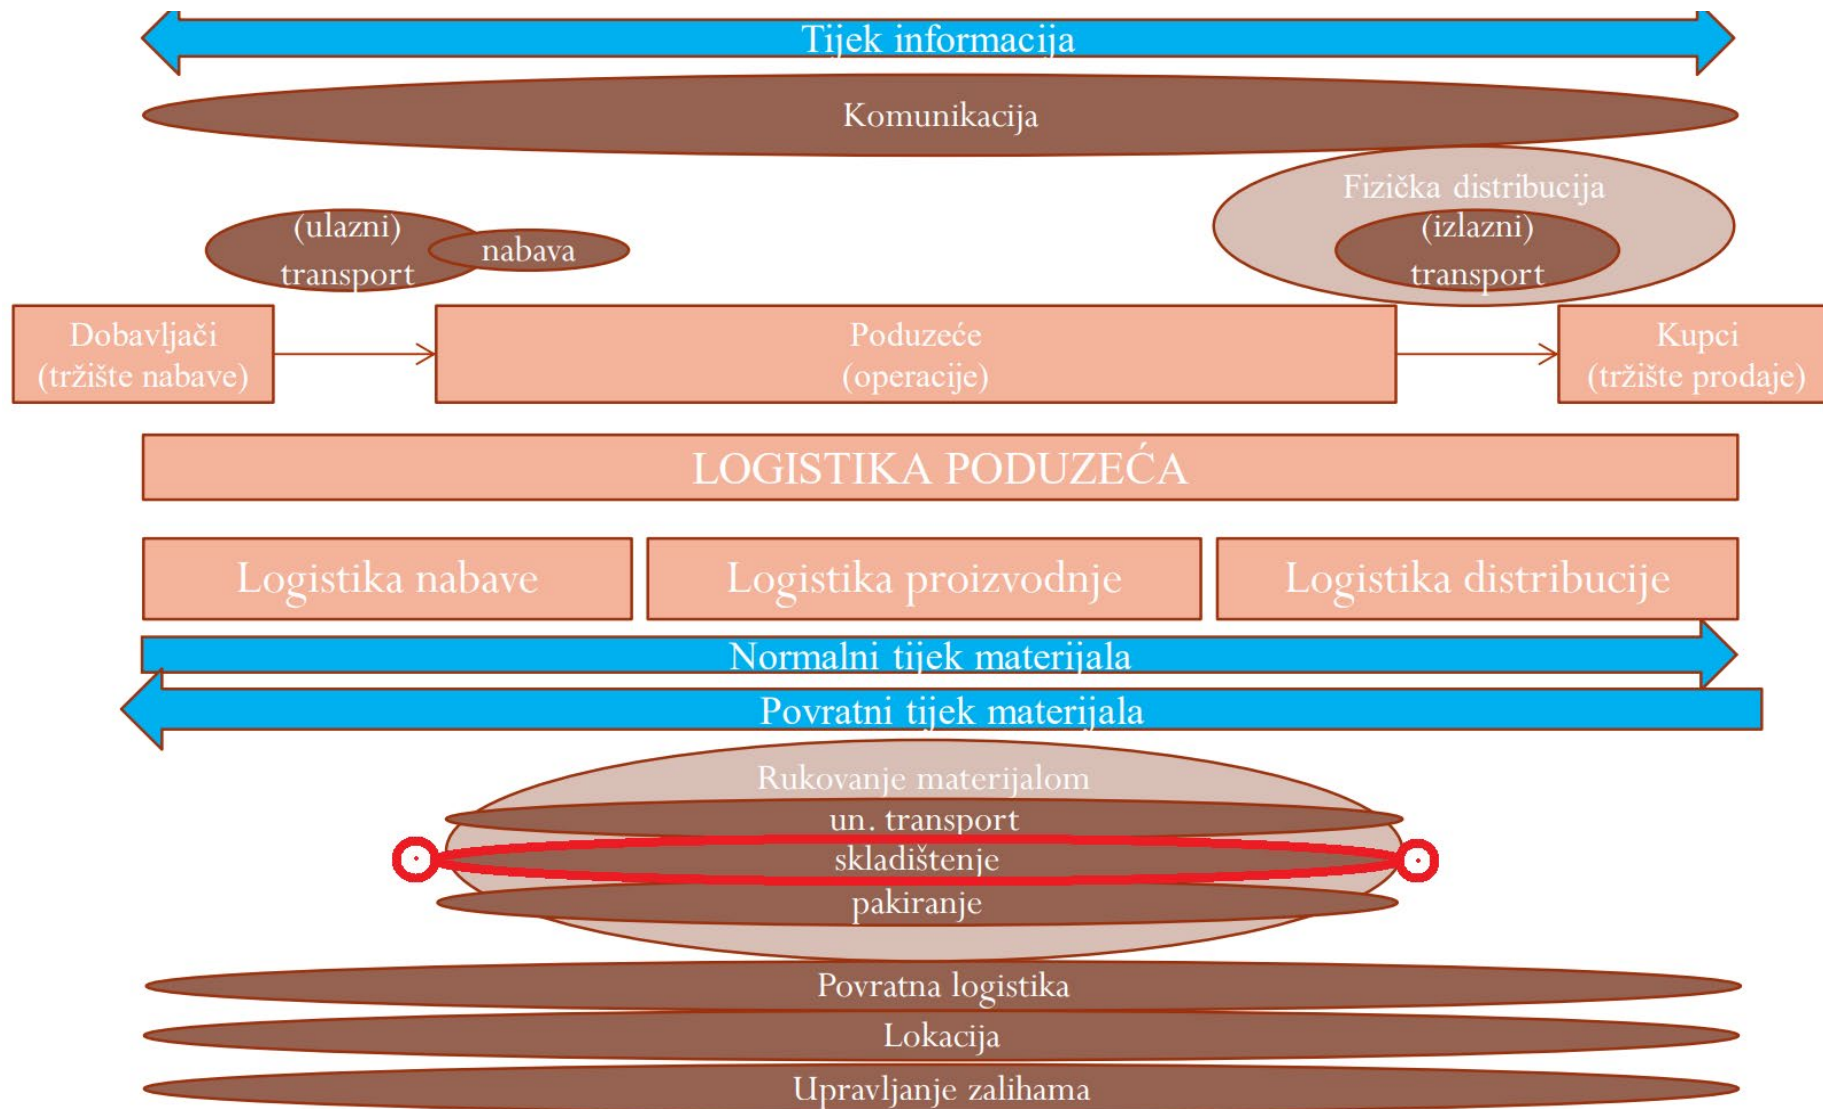 Tijek informacija
Komunikacija
Fizička distribucija
(ulazni)
transport
nabava
(izlazni)
transport
Dobavljači
(tržište nabave)
Poduzeće
(operacije)
Kupci
(tržište prodaje)
LOGISTIKA PODUZEĆA
Logistika nabave
Logistika proizvodnje
Logistika distribucije
Normalni tijek materijala
Povratni tijek materijala
Rukovanje materijalom
un. transport
skladištenje
pakiranje
Povratna logistika
Lokacija
Upravljanje zalihama